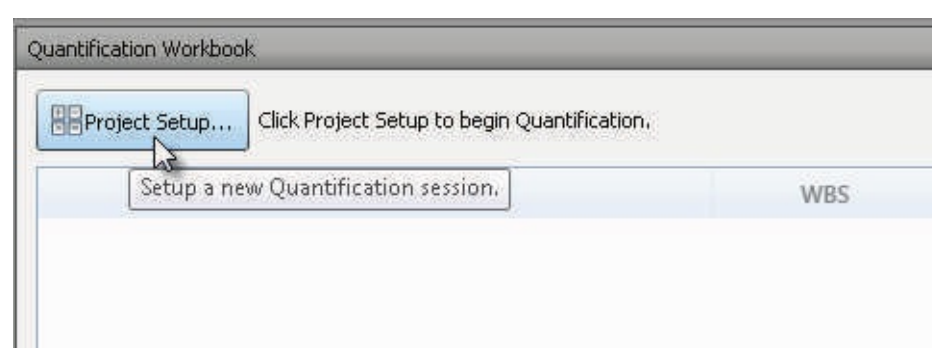 Quantification Workbook
Project Setup... Click Project Setup to begin Quantification.
Setup a new Quantification session.
WBS